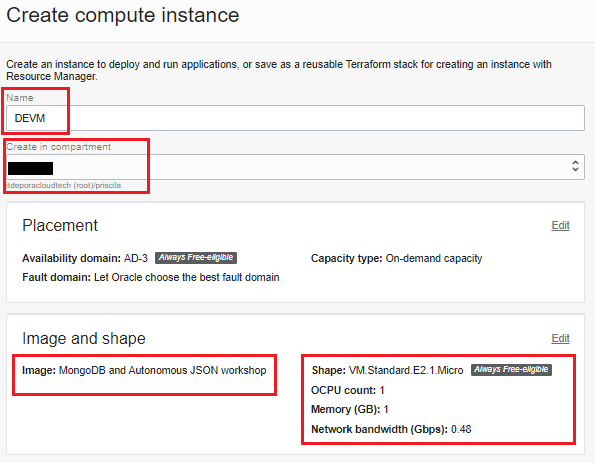 Create compute instance
Create an instance to deploy and run applications, or save as a reusable Terraform stack for creating an instance with
Resource Manager.
Name
DEVM
Create in compartment
itdeporacloudtech (root)/priscila
Placement Edit
Availability domain: AD-3 Always Free-eligible Capacity type: On-demand capacity
Fault domain: Let Oracle choose the best fault domain
Image and shape Edit
Image: MongoDB and Autonomous JSON workshop Shape: VM.Standard.E2.1.Micro Always Free-eligible
OCPU count: 1
Memory (GB): 1
Network bandwidth (Gbps): 0.48